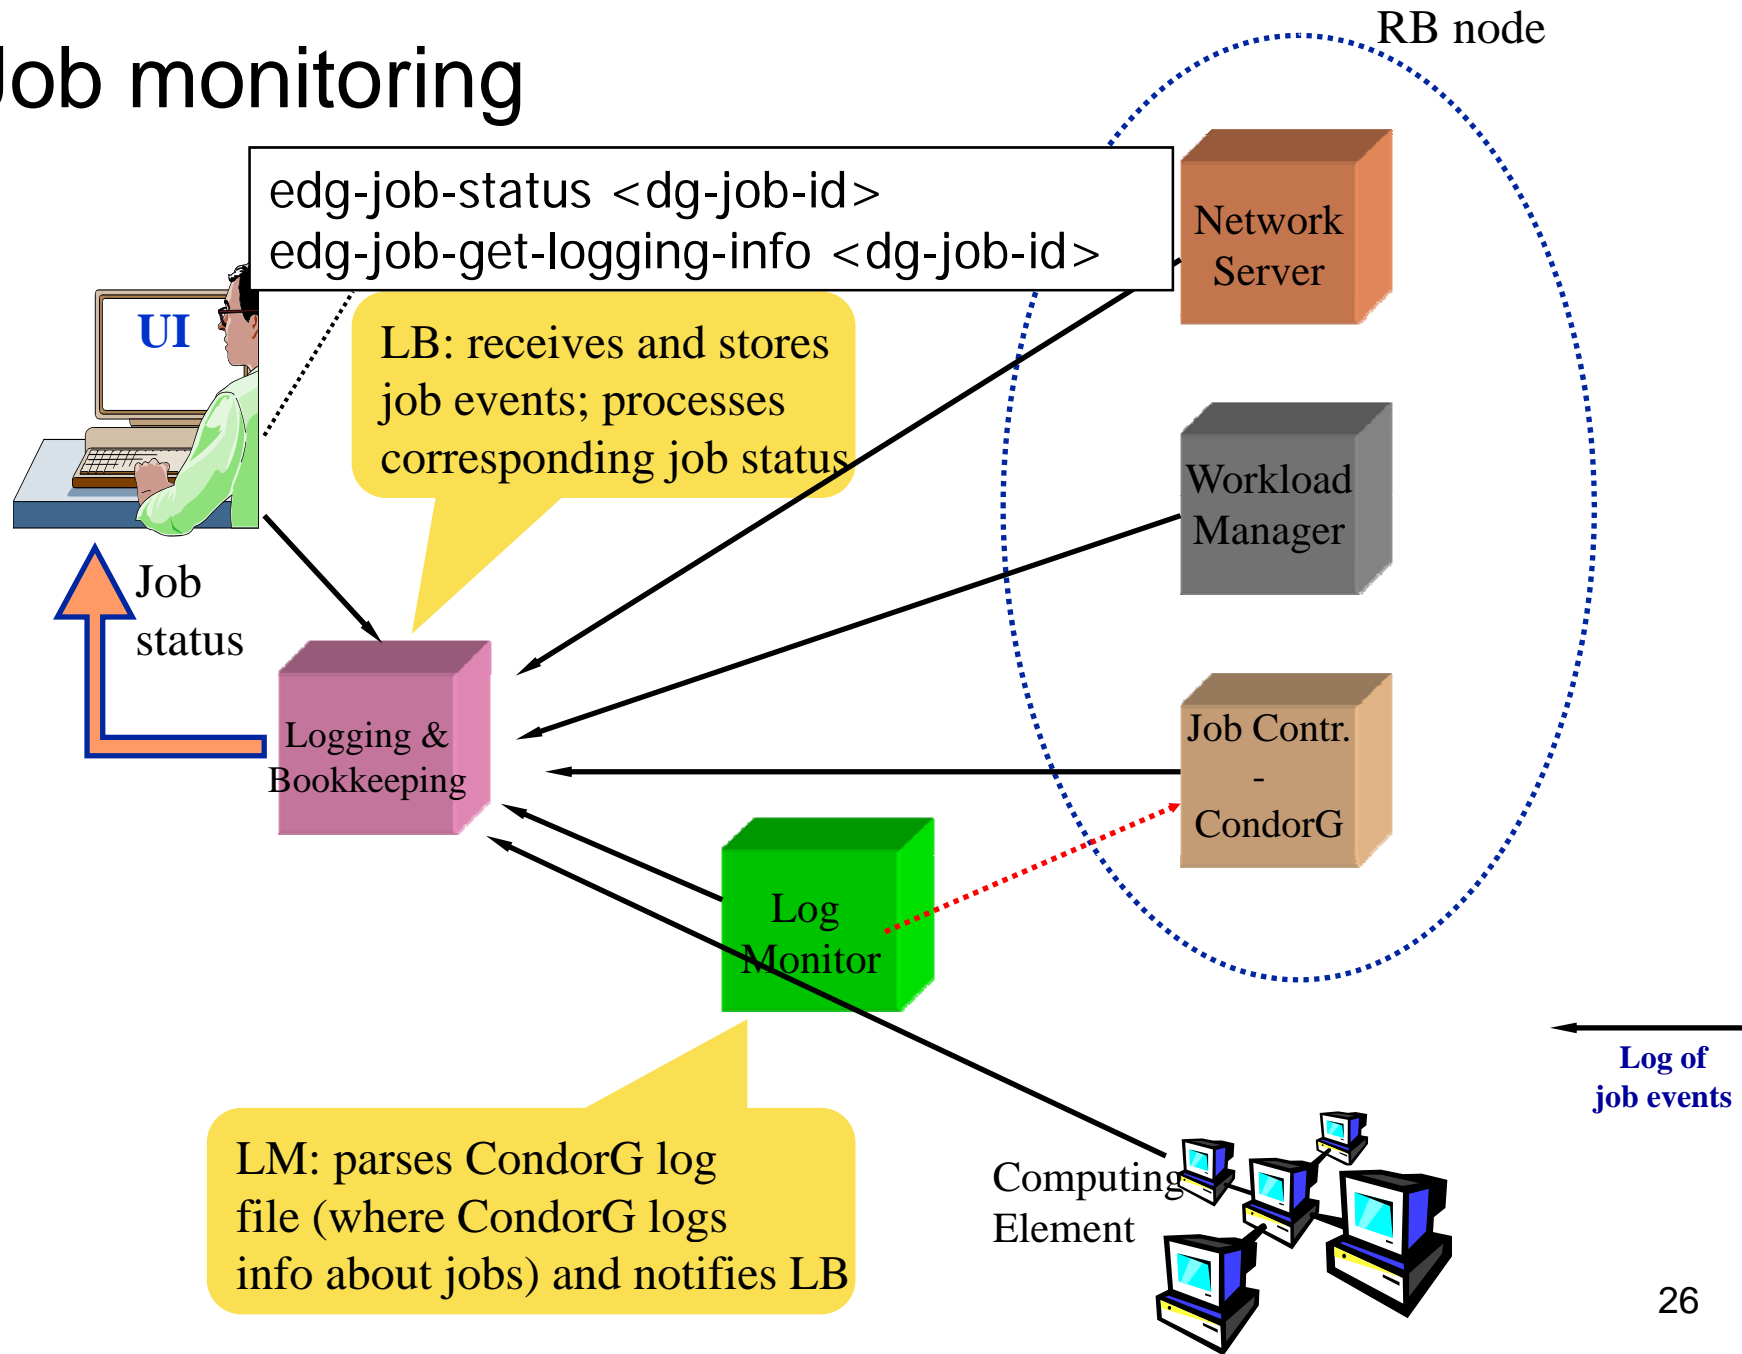 RB node
Job monitoring
edg-job-status <dg-job-id>
edg-job-get-logging-info <dg-job-id>
Network
Server
UI
LB: receives and stores
job events; processes
corresponding job status
Workload
Manager
Job
status
Logging &
Bookkeeping
Job Contr.
-
CondorG
Log
Monitor
Log of
job events
LM: parses CondorG log
file (where CondorG logs
info about jobs) and notifies LB
Computing
Element
26